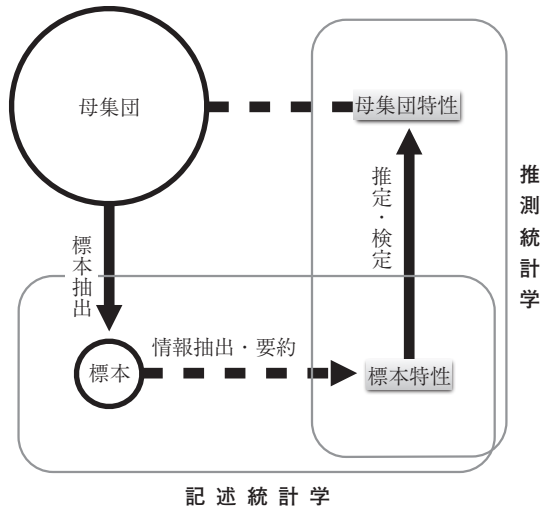 母集団
母集団特性
推定・検定
推測統計学
標本抽出
情報抽出・要約
標本
標本特性
記述統計学